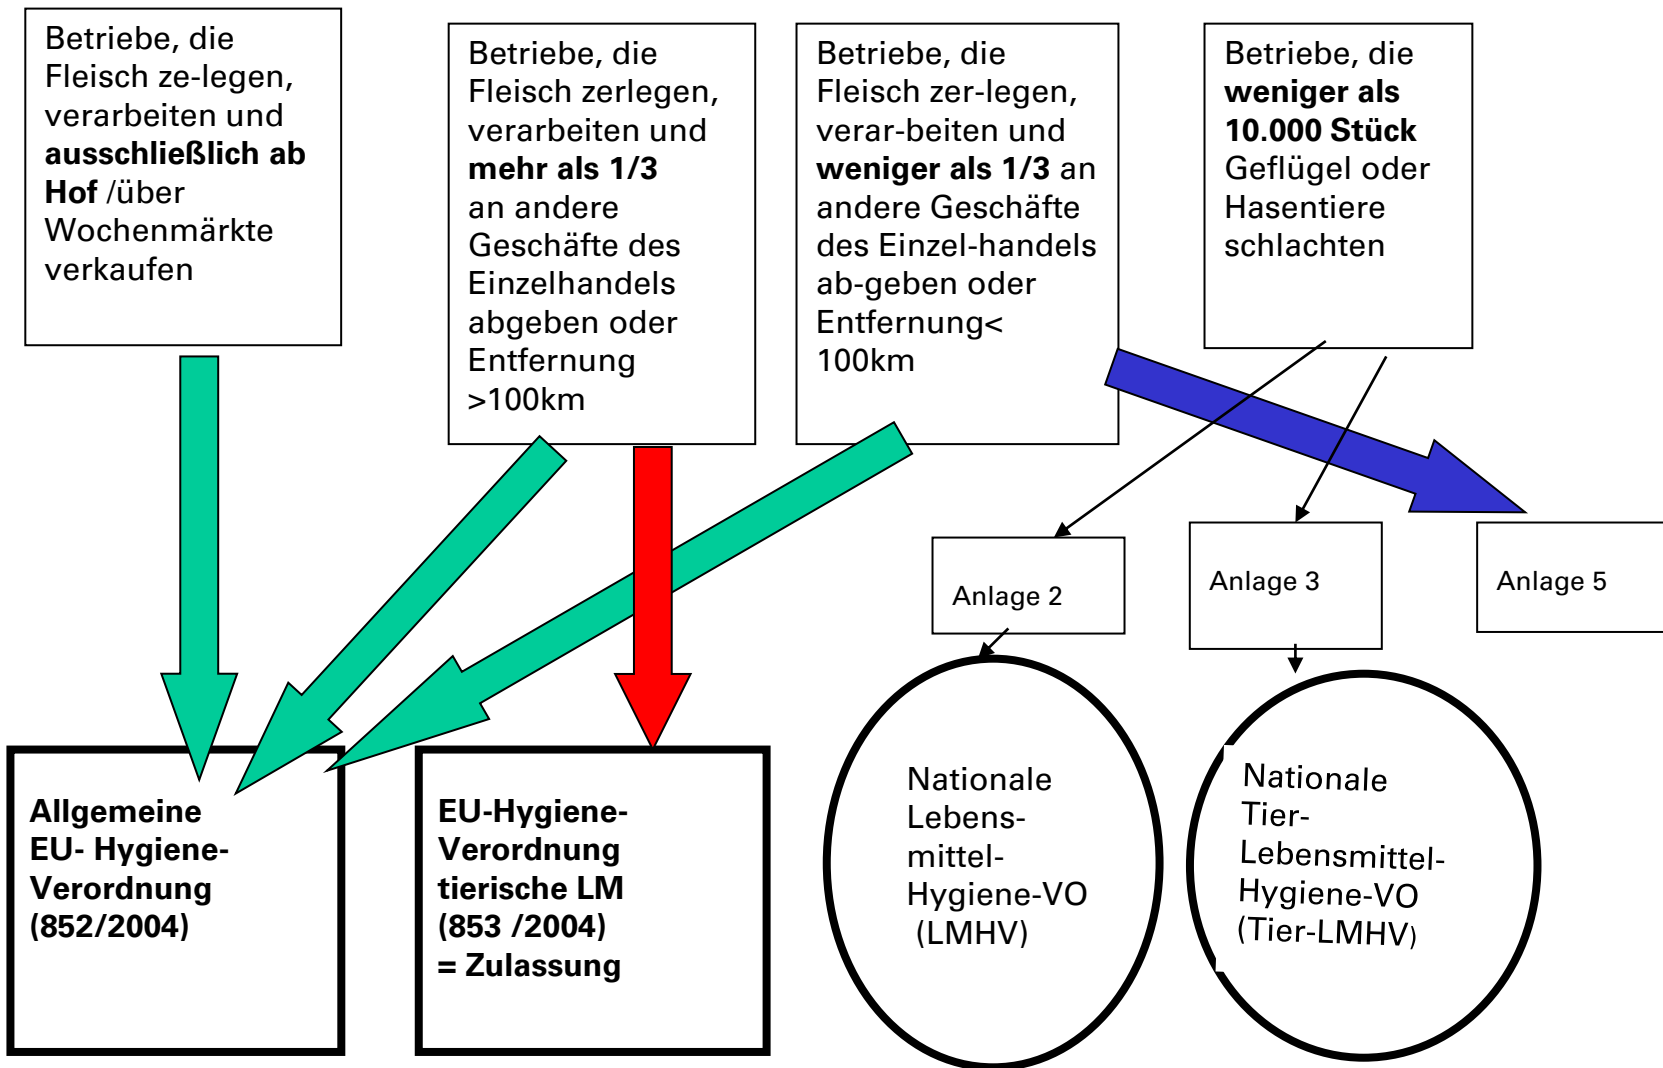 Betriebe, die
Fleisch ze-legen,
verarbeiten und
ausschließlich ab
Hof /über
Wochenmärkte
verkaufen
Betriebe, die
Fleisch zerlegen,
verarbeiten und
mehr als 1/3
an andere
Geschäfte des
Einzelhandels
abgeben oder
Entfernung
>100km
Betriebe, die
Fleisch zer-legen,
verar-beiten und
weniger als 1/3 an
andere Geschäfte
des Einzel-handels
ab-geben oder
Entfernung<
100km
Betriebe, die
weniger als
10.000 Stück
Geflügel oder
Hasentiere
schlachten
Anlage 2
Anlage 3
Anlage 5
Allgemeine
EU- Hygiene-
Verordnung
(852/2004)
EU-Hygiene-
Verordnung
tierische LM
(853 /2004)
= Zulassung
Nationale
Lebens-
mittel-
Hygiene-VO
(LMHV)
Nationale
Tier-
Lebensmittel-
Hygiene-VO
(Tier-LMHV)